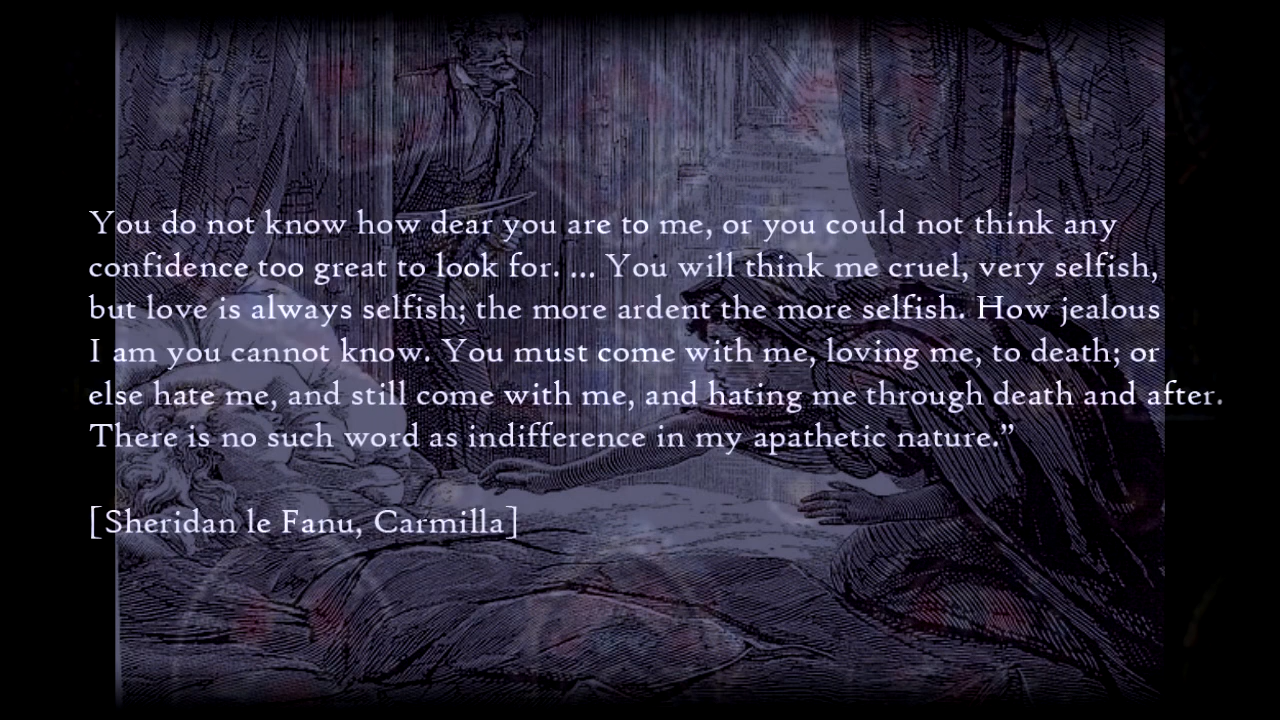 You do not know how dear you are to me, or you could not think any
confidence too great to look for. ... You will think me cruel, very selfish,
but love is always selfish; the more ardent the more selfish. How jealous
I am you cannot know. You must come with me, loving me, to death; or
else hate me, and still come with me, and hating me through death and after.
There is no such word as indifference in my apathetic nature.”
[Sheridan le Fanu, Carmilla]